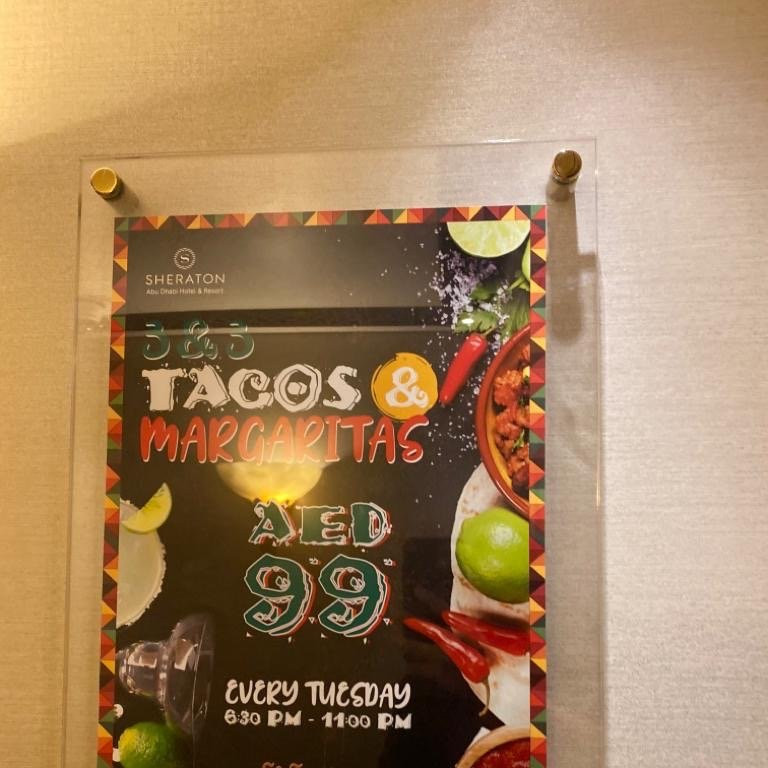 SHERATON
Abu Dhabi Hotel & Resort
3 & 3
TACOS &
MARGARITAS
AED
99
EVERY TUESDAY
6:30 PM - 11:00 PM